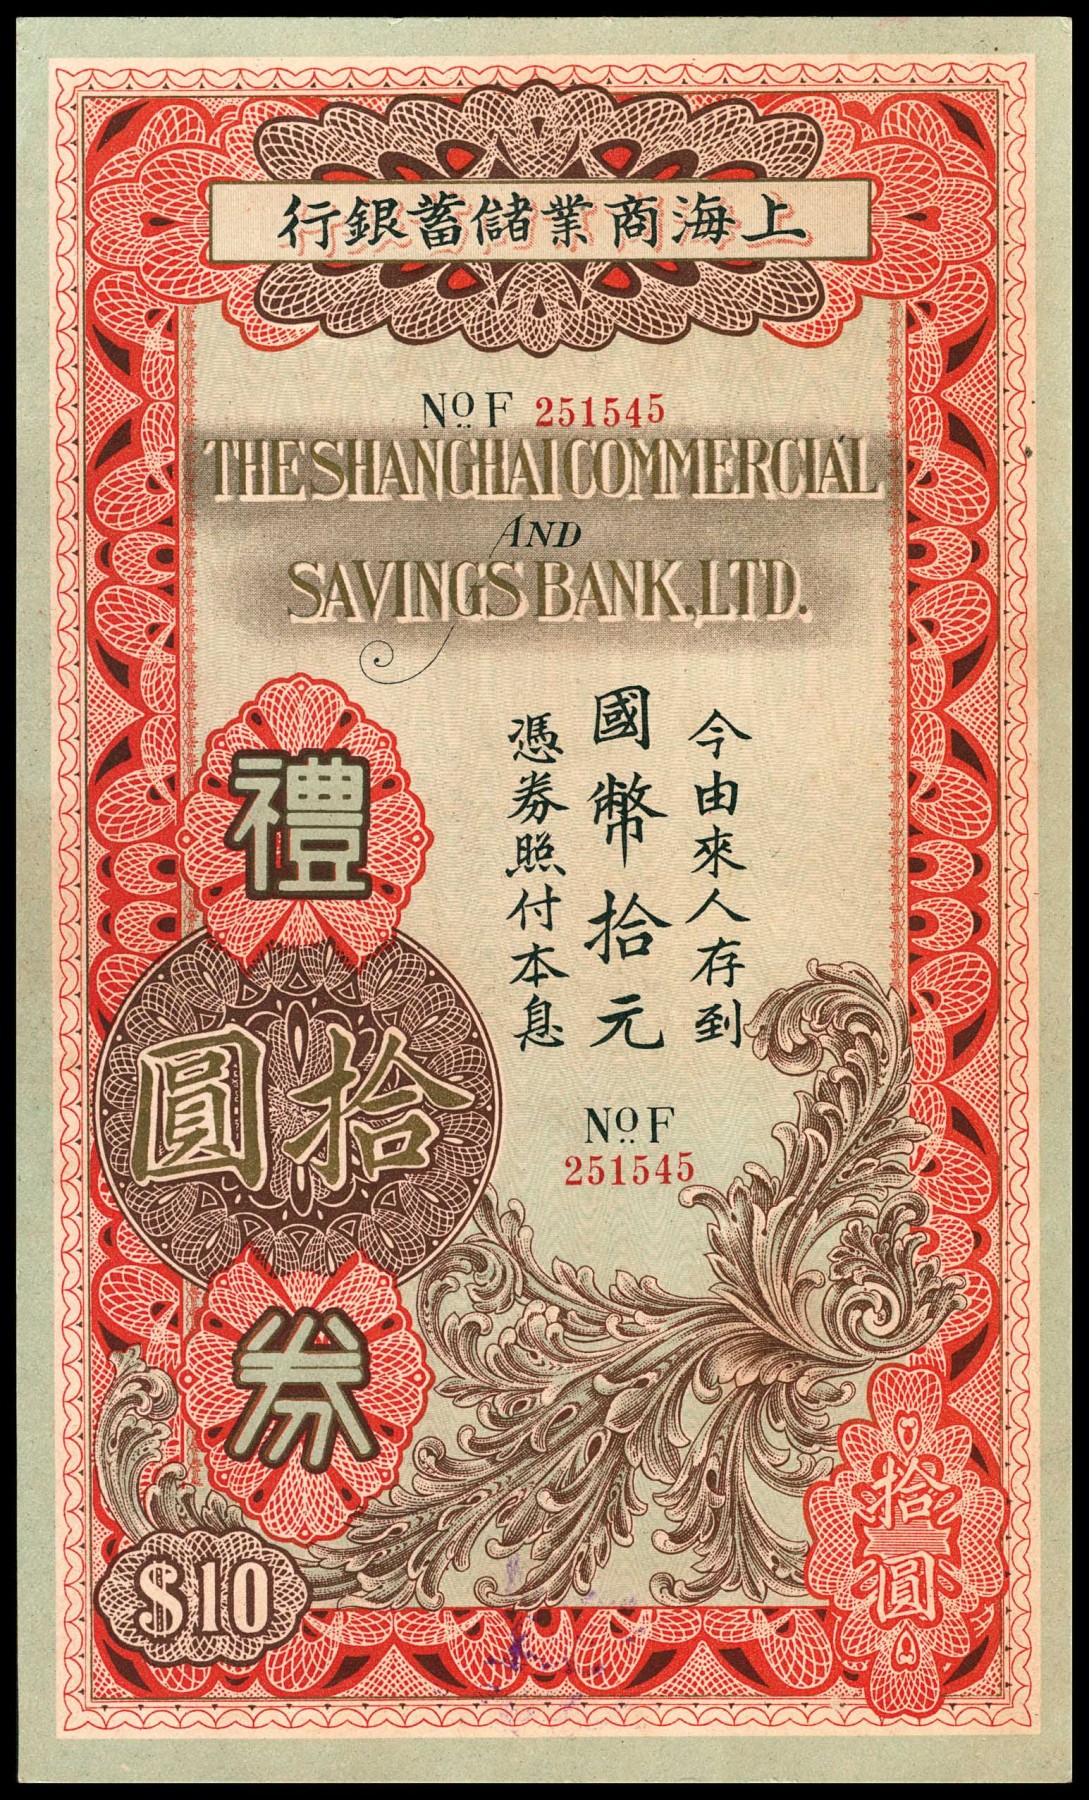 上海商業儲蓄銀行
No. F 251545
THE SHANGHAI COMMERCIAL
AND
SAVINGS BANK, LTD.
今由來人存到
國幣拾元
憑券照付本息
No. F
251545
禮
拾圓
券
$10
拾圓